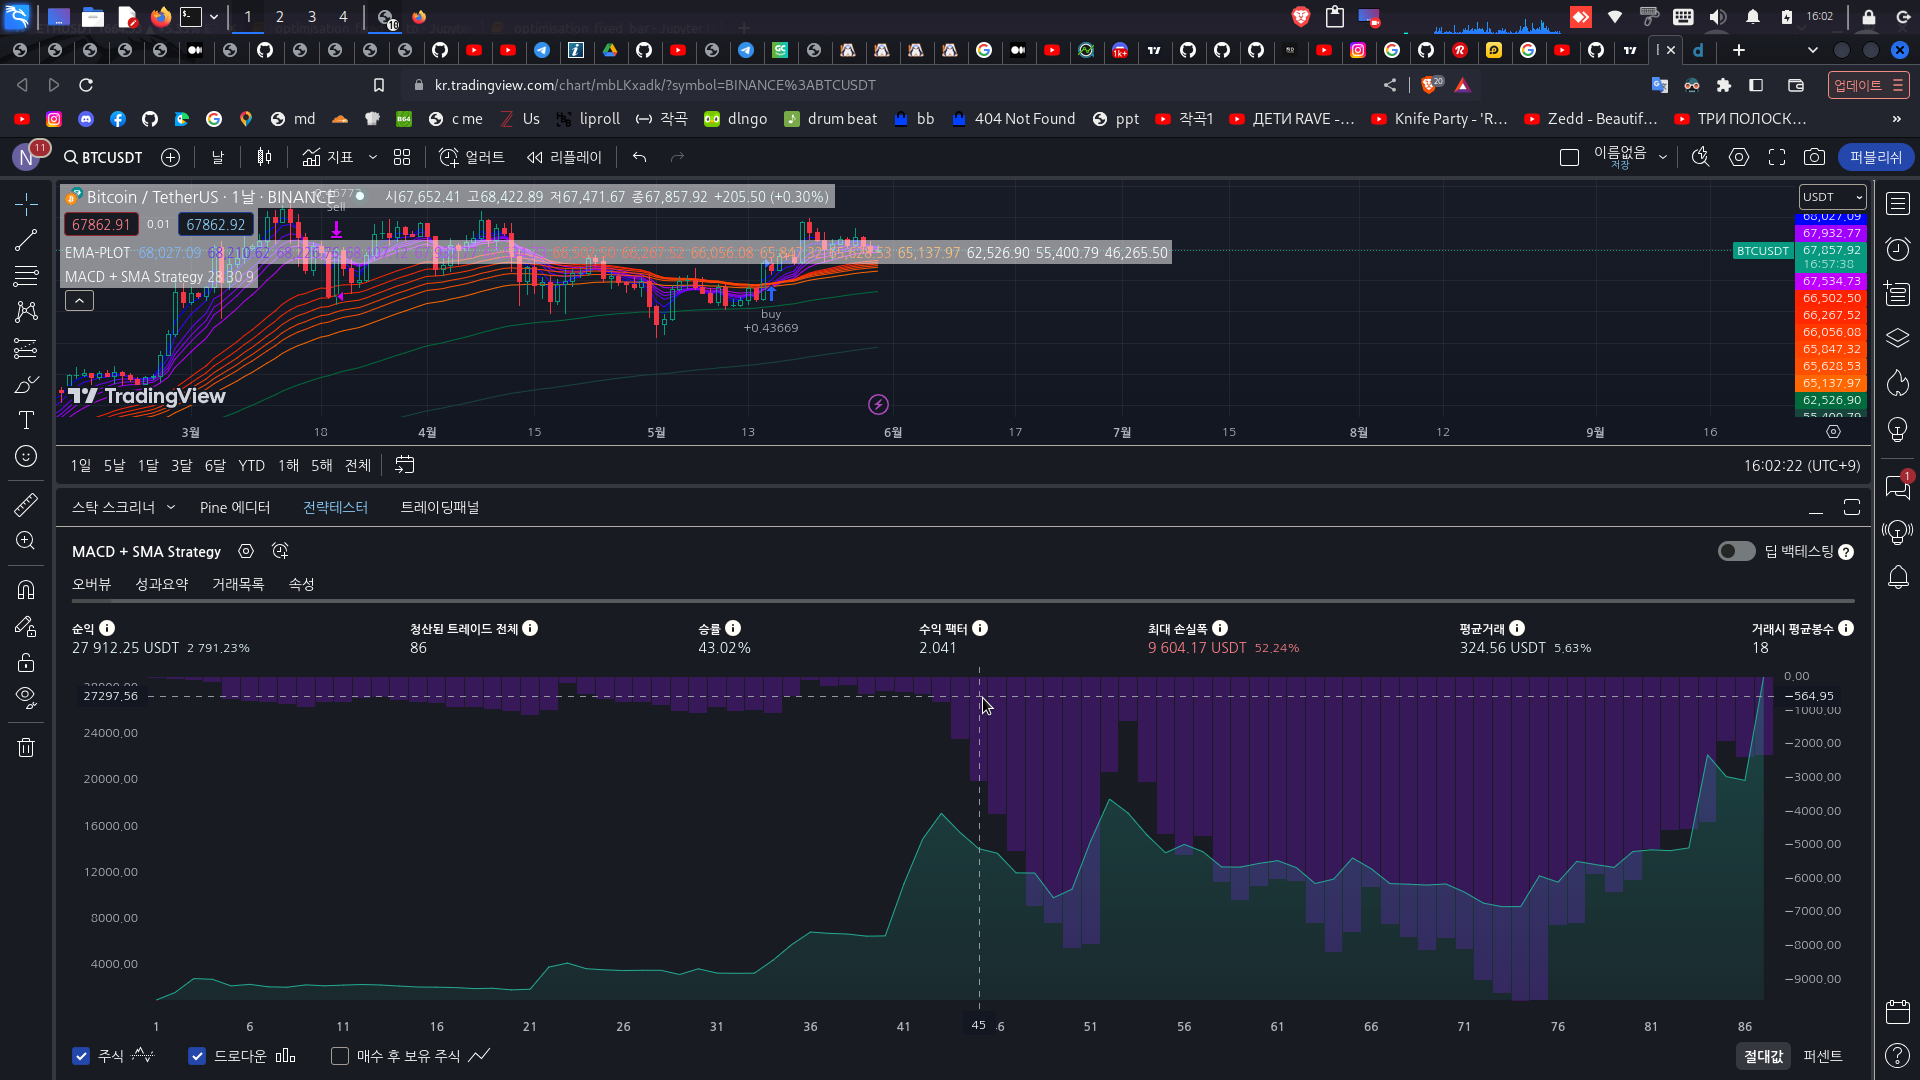 1 2 3 4
16:02
kr.tradingview.com/chart/mbLKxadk/?symbol=BINANCE%3ABTCUSDT
20
업데이트
md
c me
Us
liproll
작곡
dlngo
drum beat
bb
404 Not Found
ppt
작곡1
ДЕТИ RAVE -...
Knife Party - 'R...
Zedd - Beautif...
ТРИ ПОЛОСК...
»
N 11
BTCUSDT
날
지표
얼러트
리플레이
이름없음
저장
퍼블리쉬
Bitcoin / TetherUS · 1날 · BINANCE
시67,652.41 고68,422.89 저67,471.67 종67,857.92 +205.50 (+0.30%)
Sell
USDT
67862.91 0.01 67862.92
EMA-PLOT 68,027.09 66,056.08 65,137.97 62,526.90 55,400.79 46,265.50
MACD + SMA Strategy 28 30 9
buy
+0.43669
68,027.09
67,932.77
BTCUSDT 67,857.92
16:57:38
67,534.73
66,502.50
66,267.52
66,056.08
65,847.32
65,628.53
65,137.97
62,526.90
55,400.79
TradingView
3월 18 4월 15 5월 13 6월 17 7월 15 8월 12 9월 16
1일 5날 1달 3달 6달 YTD 1해 5해 전체
16:02:22 (UTC+9)
스탁 스크리너 Pine 에디터 전략테스터 트레이딩패널
MACD + SMA Strategy
딥 백테스팅
오버뷰 성과요약 거래목록 속성
순익 청산된 트레이드 전체 승률 수익 팩터 최대 손실폭 평균거래 거래시 평균봉수
27 912.25 USDT 2 791.23% 86 43.02% 2.041 9 604.17 USDT 52.24% 324.56 USDT 5.63% 18
27297.56
24000.00
20000.00
16000.00
12000.00
8000.00
4000.00
0.00
−564.95
−1000.00
−2000.00
−3000.00
−4000.00
−5000.00
−6000.00
−7000.00
−8000.00
−9000.00
1 6 11 16 21 26 31 36 41 45 51 56 61 66 71 76 81 86
주식 드로다운 매수 후 보유 주식
절대값 퍼센트